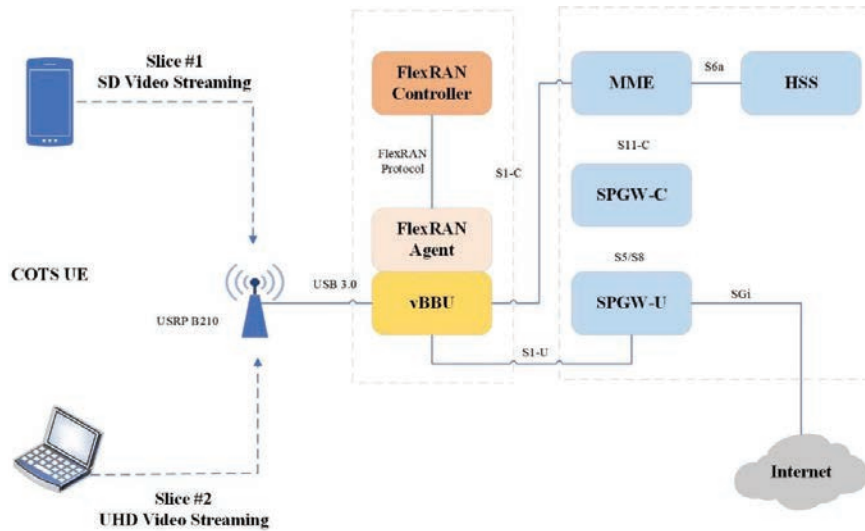 Slice #1
SD Video Streaming
FlexRAN
Controller
MME
S6a
HSS
FlexRAN
Protocol
S1-C
S11-C
SPGW-C
FlexRAN
Agent
COTS UE
S5/S8
USB 3.0
vBBU
SPGW-U
SGi
USRP B210
S1-U
Internet
Slice #2
UHD Video Streaming